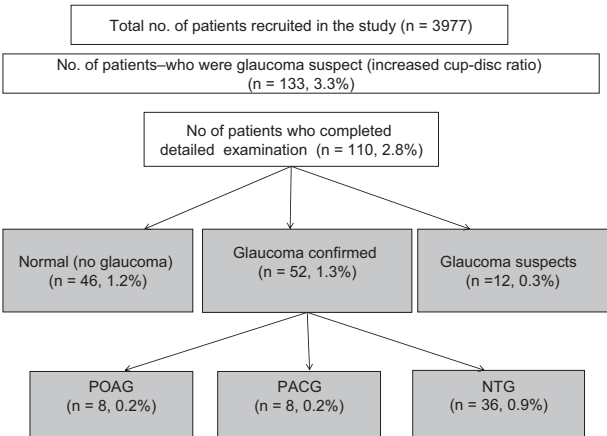 Total no. of patients recruited in the study (n = 3977)
No. of patients–who were glaucoma suspect (increased cup-disc ratio)
(n = 133, 3.3%)
No of patients who completed
detailed examination (n = 110, 2.8%)
Normal (no glaucoma)
(n = 46, 1.2%)
Glaucoma confirmed
(n = 52, 1.3%)
Glaucoma suspects
(n =12, 0.3%)
POAG
(n = 8, 0.2%)
PACG
(n = 8, 0.2%)
NTG
(n = 36, 0.9%)